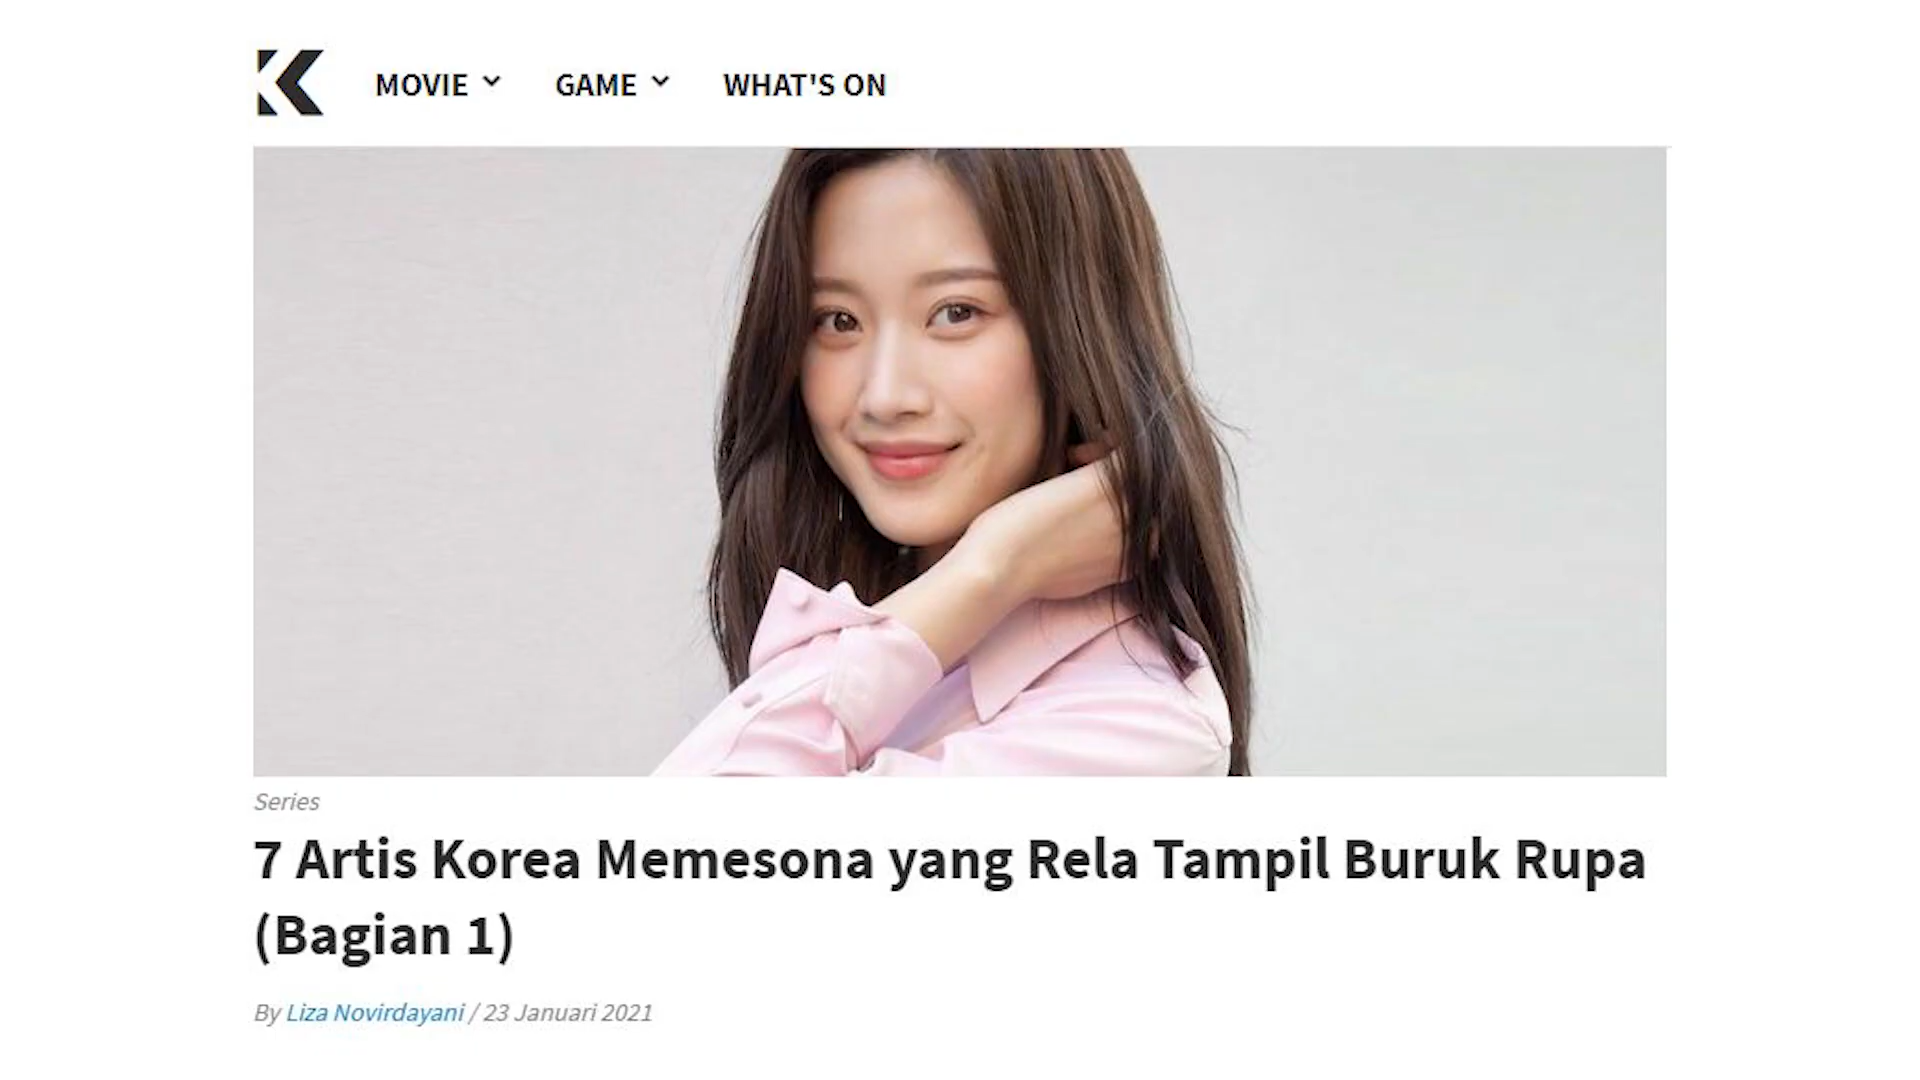 K
MOVIE GAME WHAT'S ON
Series
7 Artis Korea Memesona yang Rela Tampil Buruk Rupa
(Bagian 1)
By Liza Novirdayani / 23 Januari 2021